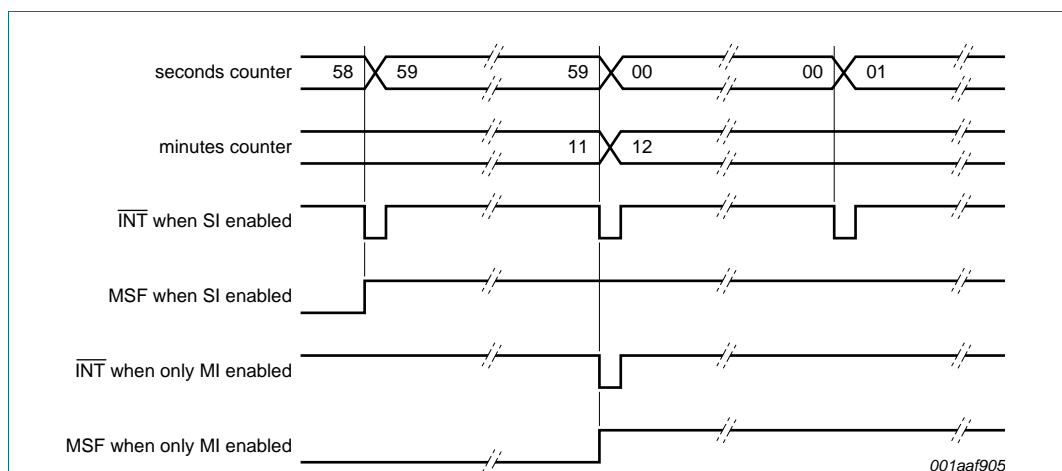 seconds counter 58 59 59 00 00 01
minutes counter 11 12
INT when SI enabled
MSF when SI enabled
INT when only MI enabled
MSF when only MI enabled
001aaf905